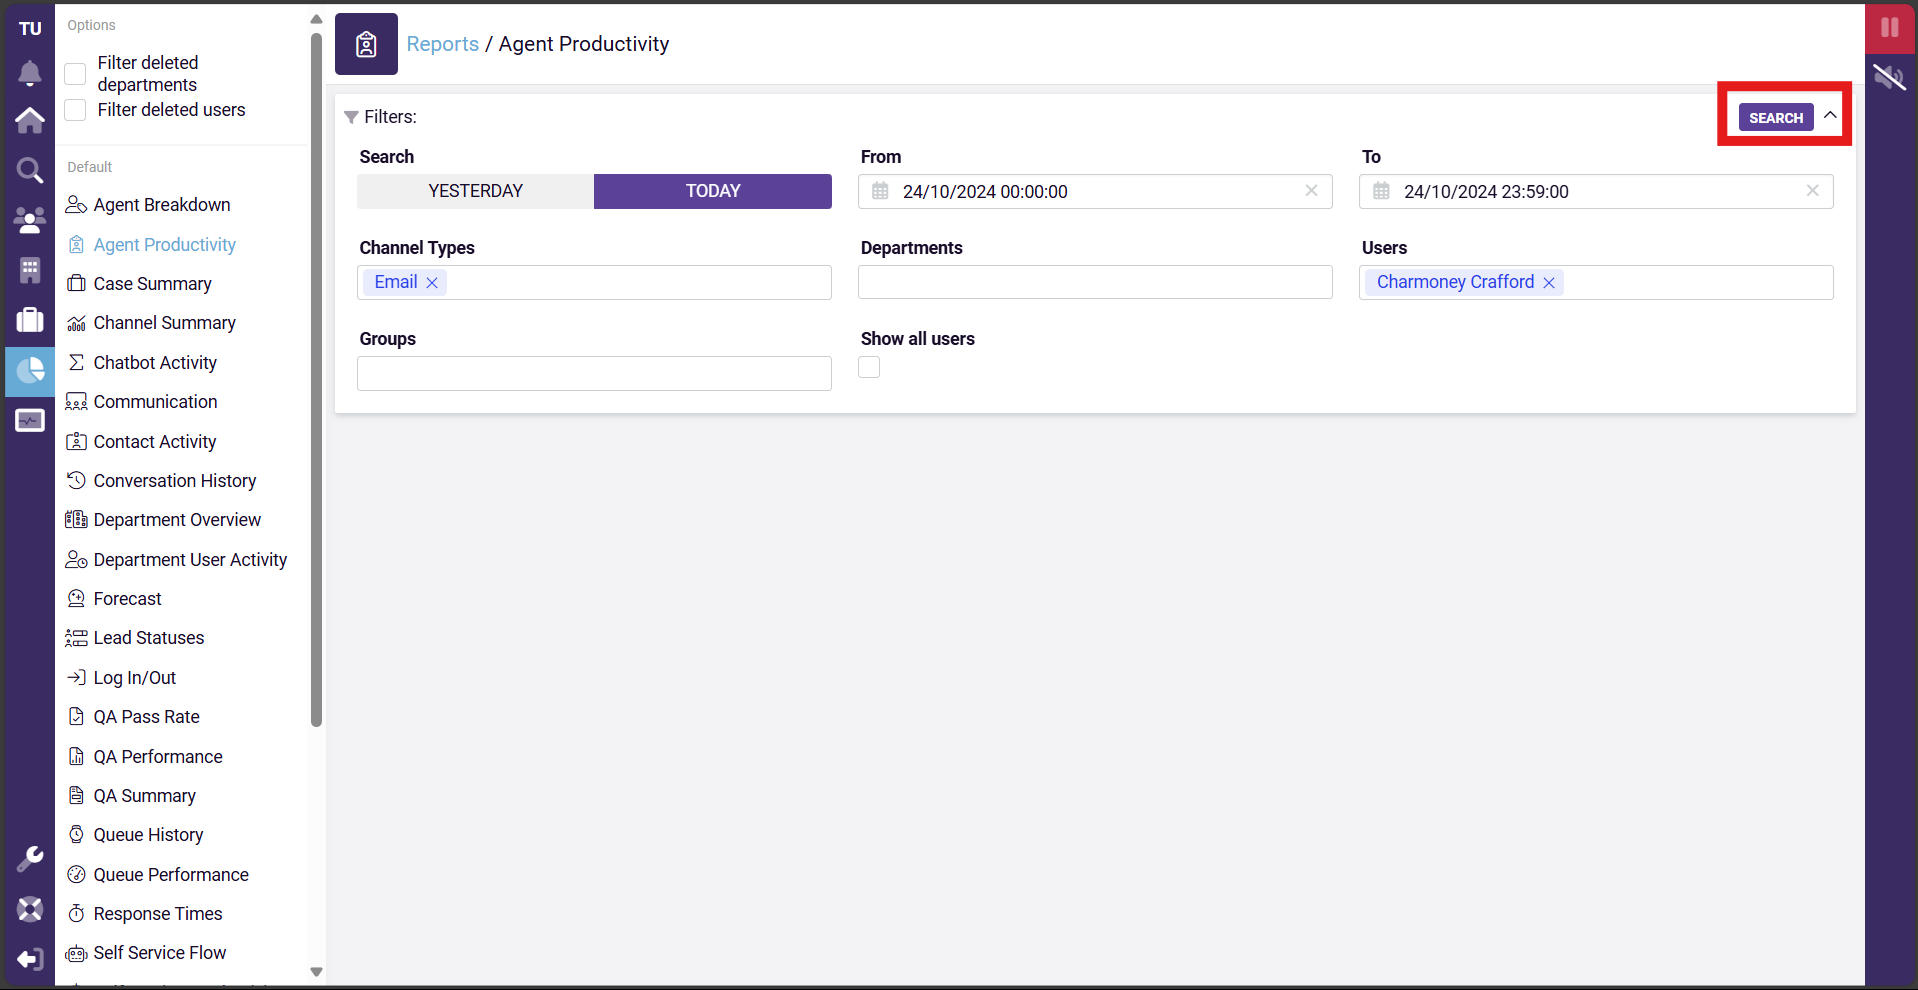 TU
Options
Filter deleted
departments
Filter deleted users
Default
Agent Breakdown
Agent Productivity
Case Summary
Channel Summary
Chatbot Activity
Communication
Contact Activity
Conversation History
Department Overview
Department User Activity
Forecast
Lead Statuses
Log In/Out
QA Pass Rate
QA Performance
QA Summary
Queue History
Queue Performance
Response Times
Self Service Flow
Reports / Agent Productivity
Filters:
SEARCH
Search
From
To
YESTERDAY
TODAY
24/10/2024 00:00:00
24/10/2024 23:59:00
Channel Types
Departments
Users
Email
Charmoney Crafford
Groups
Show all users